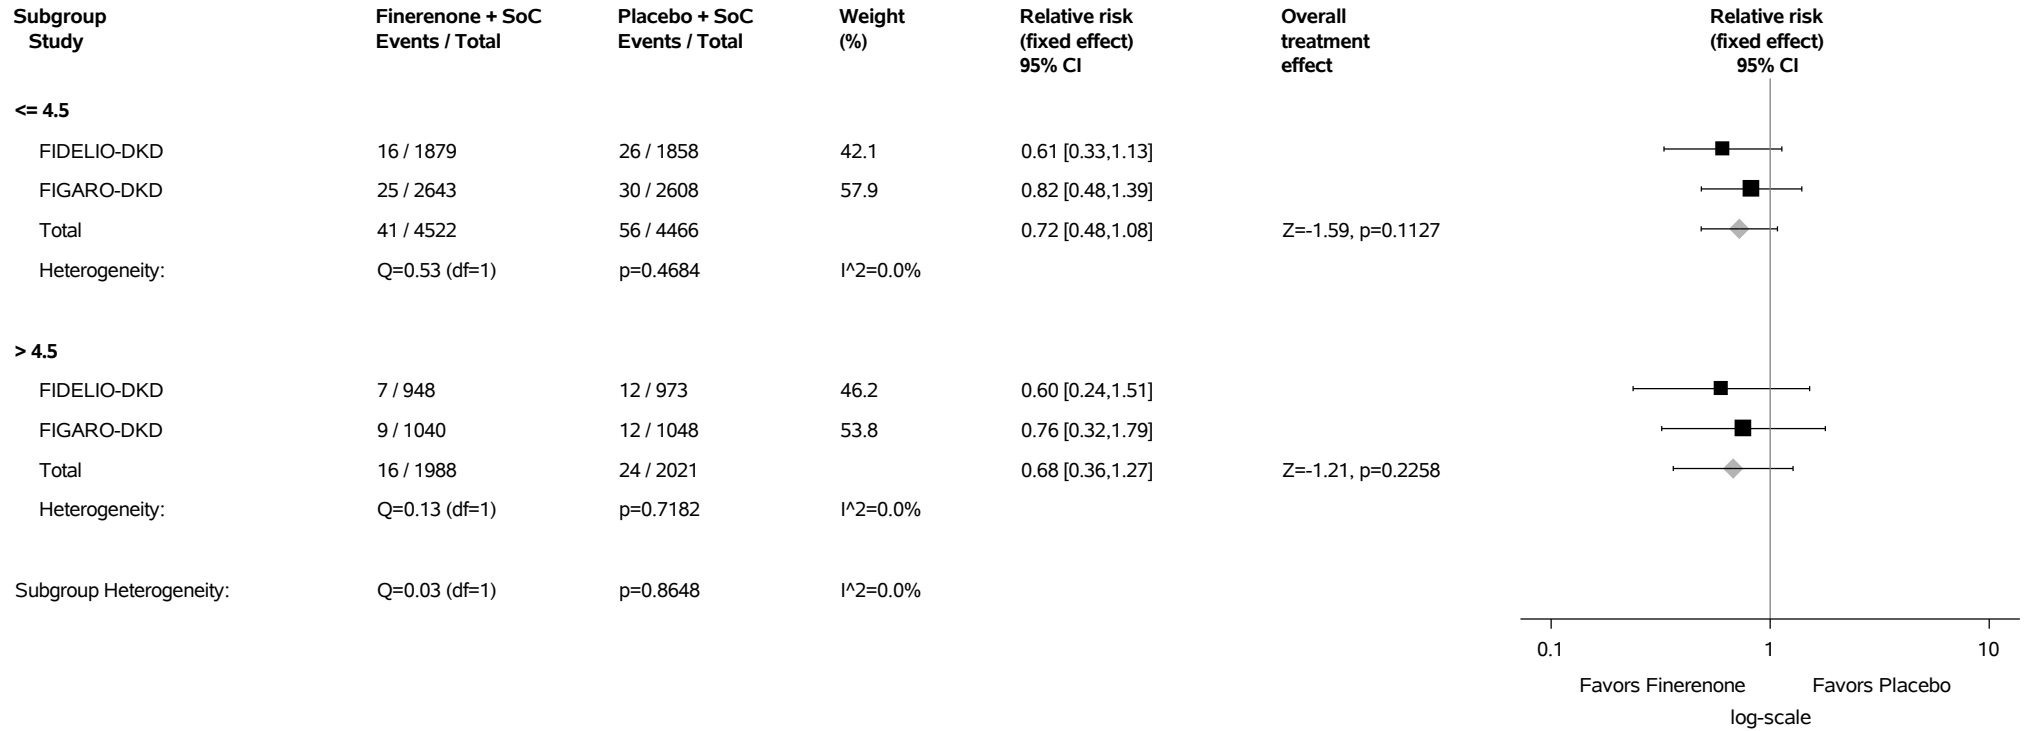 Subgroup Finerenone + SoC Placebo + SoC Weight Relative risk Overall Relative risk
Study Events / Total Events / Total (%) (fixed effect) treatment (fixed effect)
95% CI effect 95% CI
<= 4.5
FIDELIO-DKD 16 / 1879 26 / 1858 42.1 0.61 [0.33,1.13]
FIGARO-DKD 25 / 2643 30 / 2608 57.9 0.82 [0.48,1.39]
Total 41 / 4522 56 / 4466 0.72 [0.48,1.08] Z=-1.59, p=0.1127
Heterogeneity: Q=0.53 (df=1) p=0.4684 I^2=0.0%
> 4.5
FIDELIO-DKD 7 / 948 12 / 973 46.2 0.60 [0.24,1.51]
FIGARO-DKD 9 / 1040 12 / 1048 53.8 0.76 [0.32,1.79]
Total 16 / 1988 24 / 2021 0.68 [0.36,1.27] Z=-1.21, p=0.2258
Heterogeneity: Q=0.13 (df=1) p=0.7182 I^2=0.0%
Subgroup Heterogeneity: Q=0.03 (df=1) p=0.8648 I^2=0.0%
0.1 1 10
Favors Finerenone Favors Placebo
log-scale